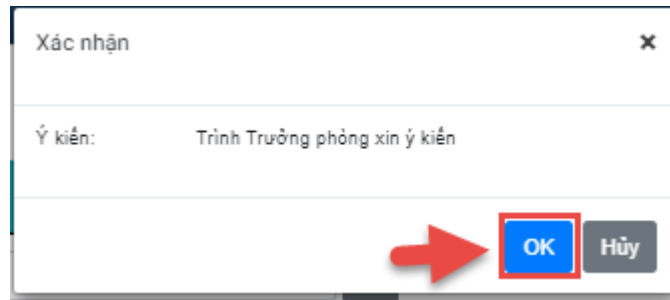 Xác nhận ×
Ý kiến: Trình Trưởng phòng xin ý kiến
OK Hủy